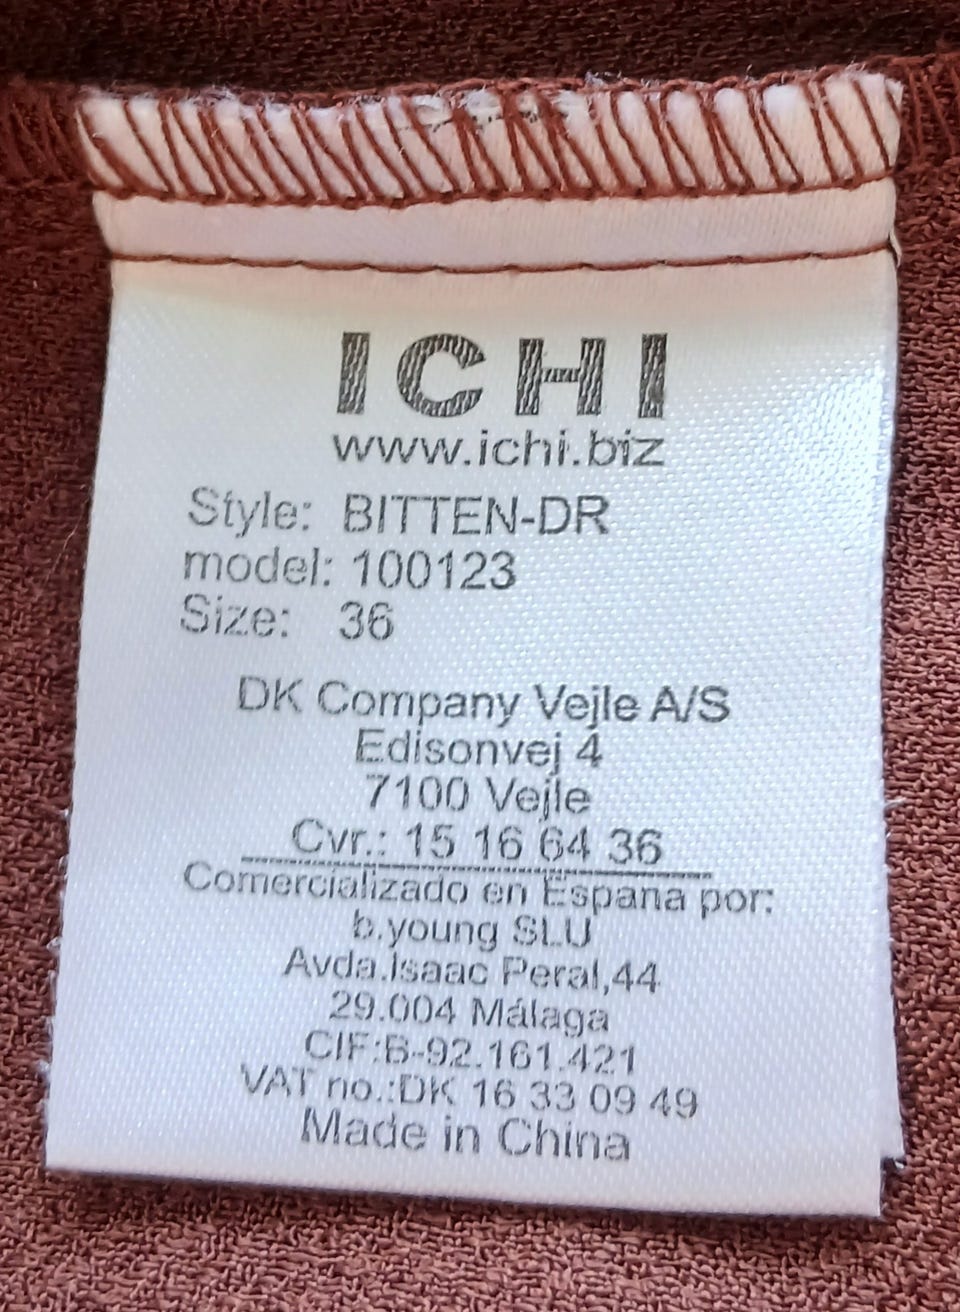 ICHI
www.ichi.biz
Style: BITTEN-DR
model: 100123
Size: 36
DK Company Vejle A/S
Edisonvej 4
7100 Vejle
Cvr.: 15 16 64 36
Comercializado en Espana por:
b.young SLU
Avda.Isaac Peral,44
29.004 Málaga
CIF:B-92.161.421
VAT no.:DK 16 33 09 49
Made in China